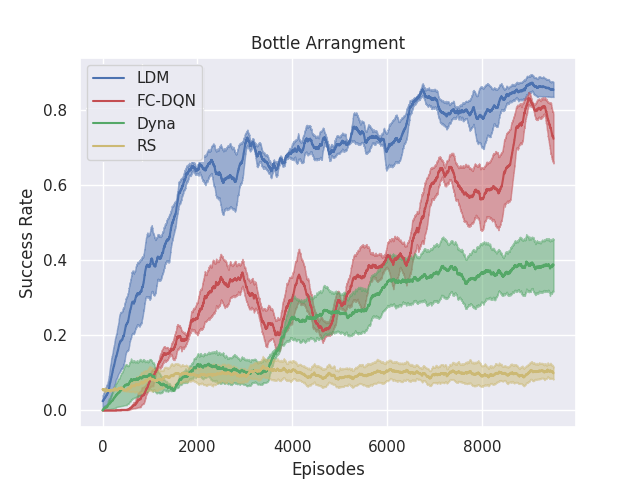 Bottle Arrangment
LDM
FC-DQN
Dyna
RS
Success Rate
0.8
0.6
0.4
0.2
0.0
0 2000 4000 6000 8000
Episodes